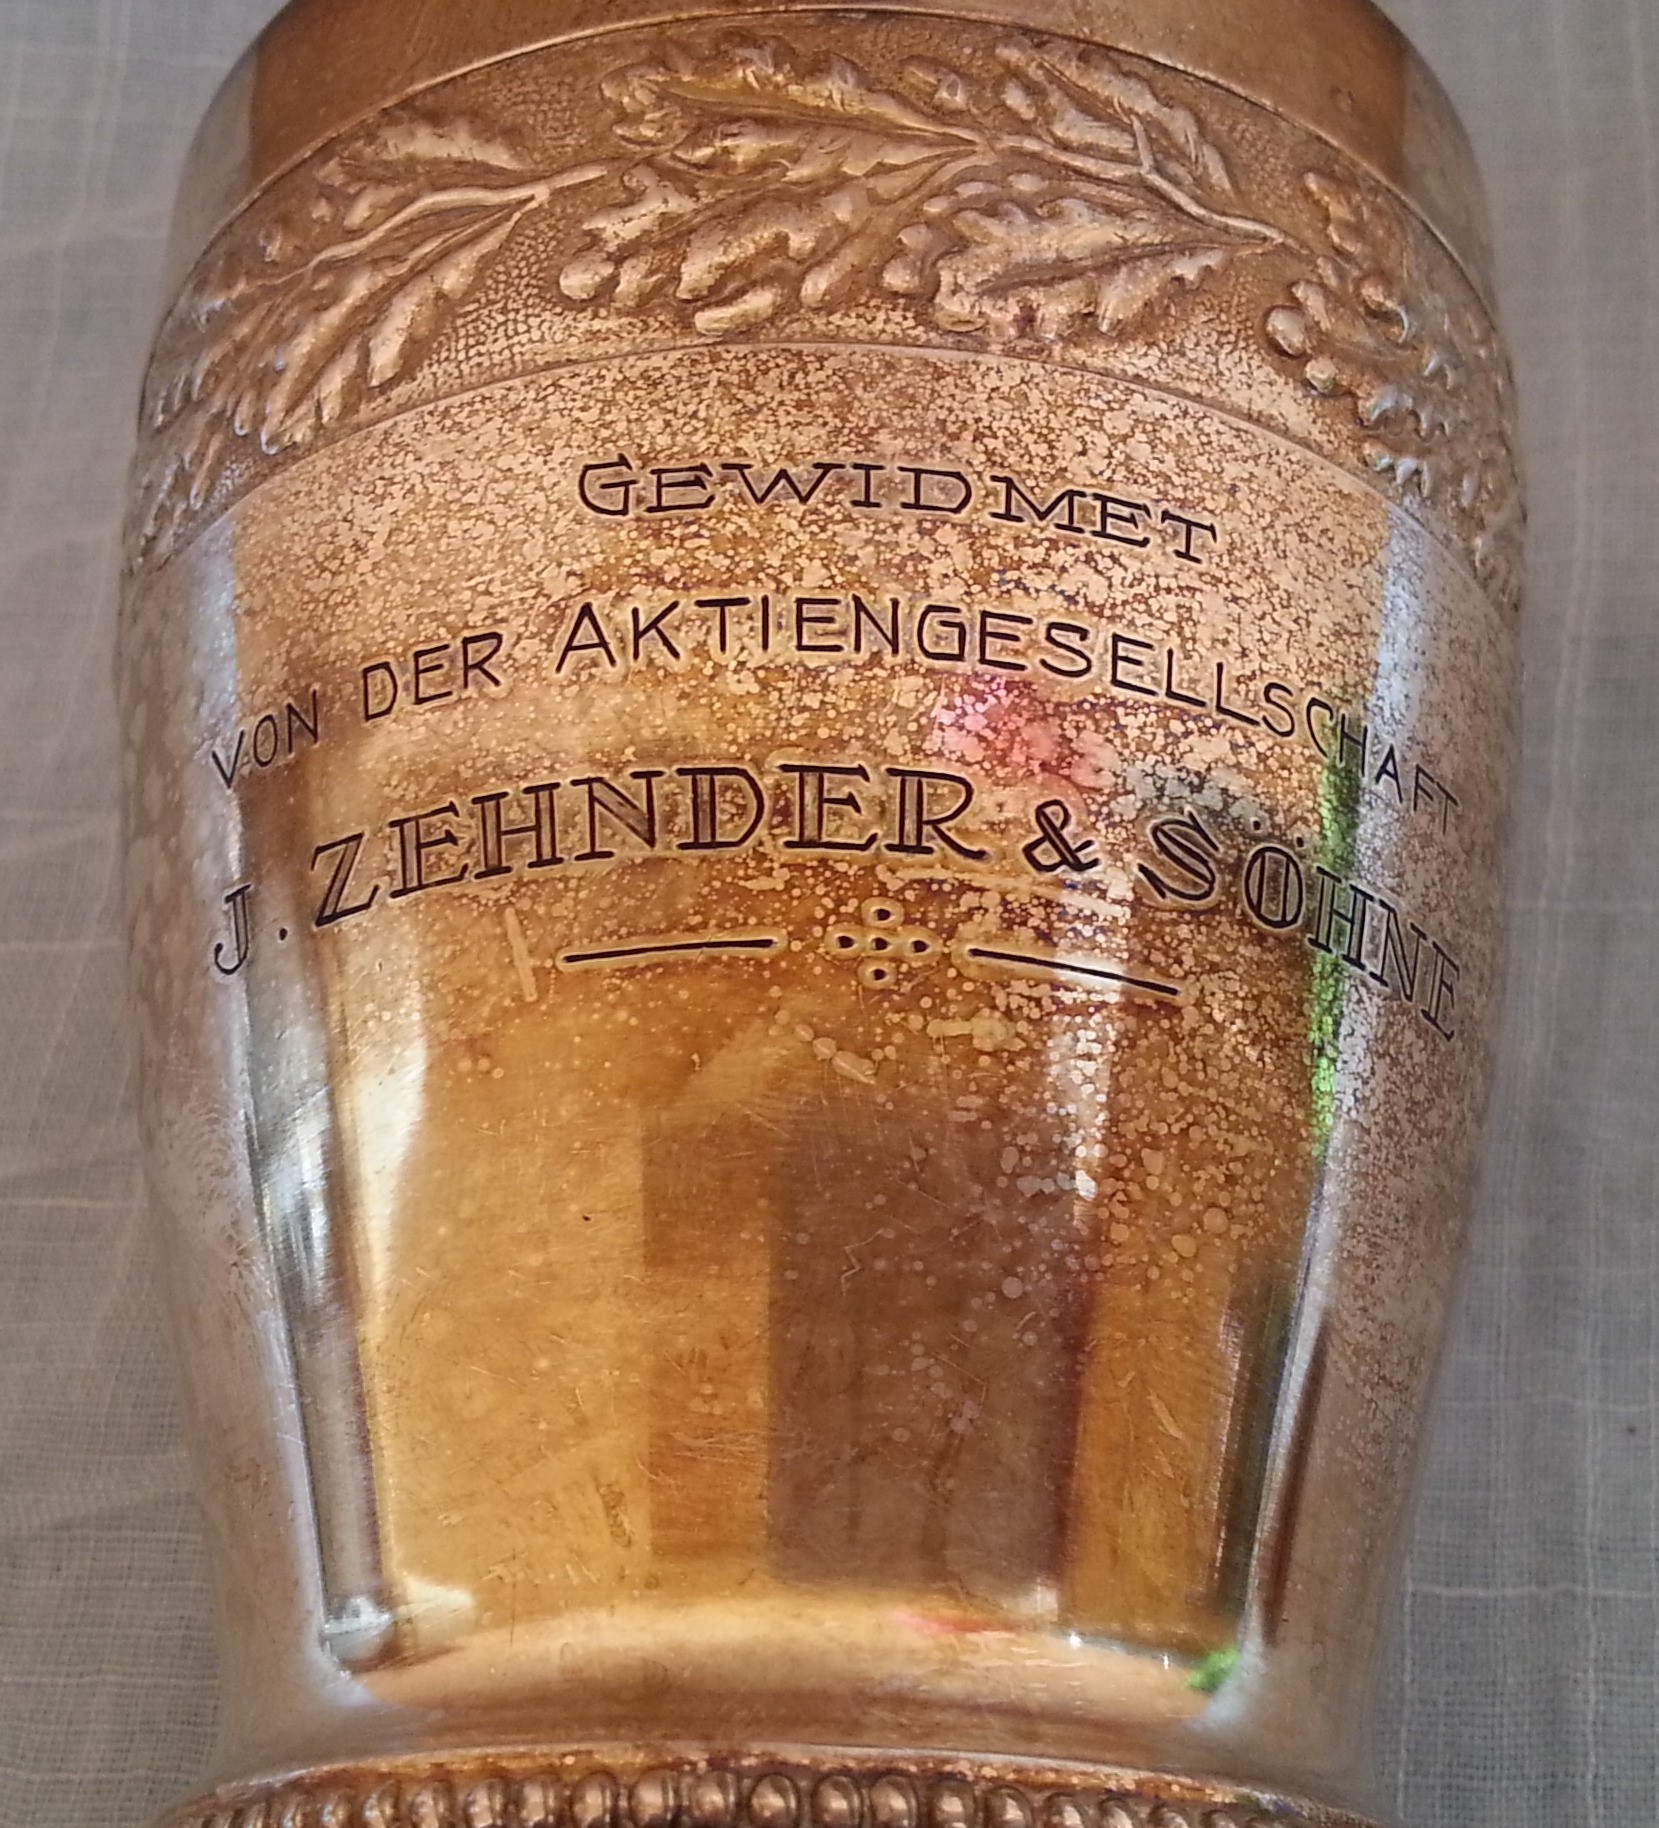 GEWIDMET
VON DER AKTIENGESELLSCHAFT
J. ZEHNDER & SÖHNE